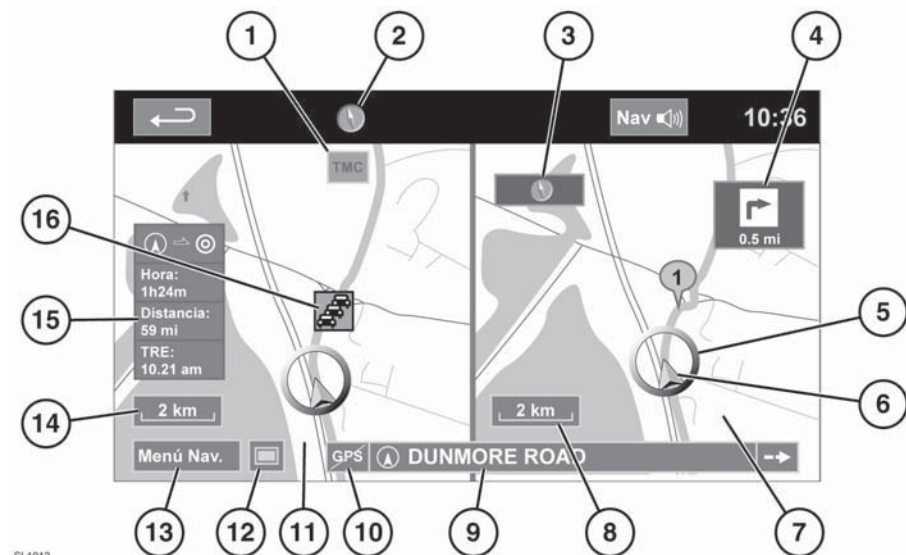 1
2
3
4
Nav
10:36
TMC
16
0.5 mi
Hora:
1h24m
1
15
Distancia:
59 mi
5
TRE:
10.21 am
6
14
2 km
2 km
Menú Nav.
GPS
DUNMORE ROAD
13
12
11
10
9
8
7